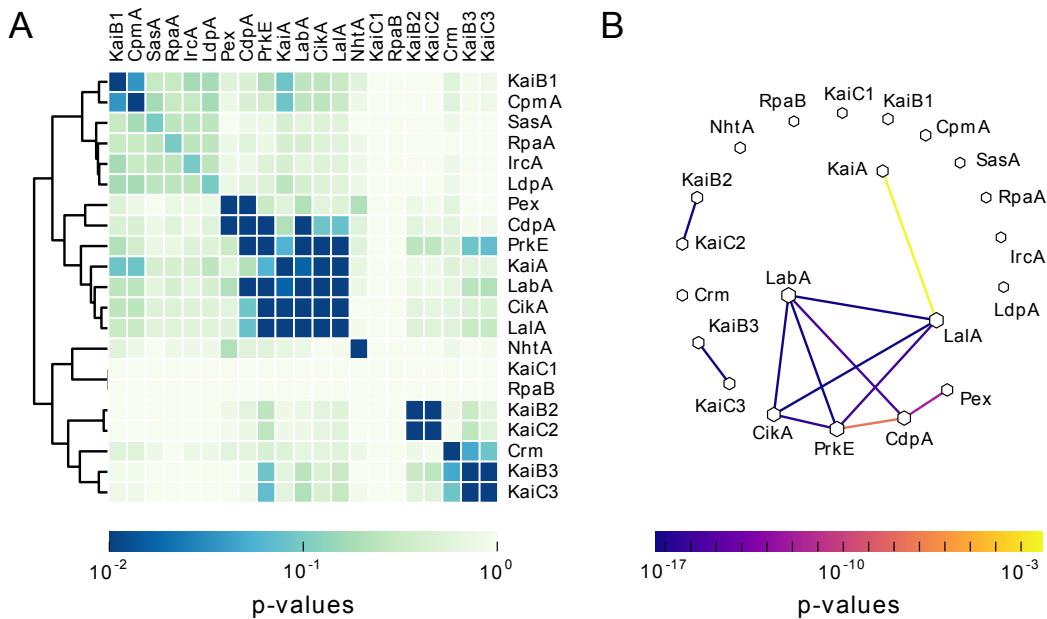 A
KaiB1
CpmA
SasA
RpaA
IrcA
LdpA
Pex
CdpA
PrkE
KaiA
LabA
CikA
LalA
NhtA
KaiC1
RpaB
KaiB2
KaiC2
Crm
KaiB3
KaiC3
KaiB1
CpmA
SasA
RpaA
IrcA
LdpA
Pex
CdpA
PrkE
KaiA
LabA
CikA
LalA
NhtA
KaiC1
RpaB
KaiB2
KaiC2
Crm
KaiB3
KaiC3
10⁻²
10⁻¹
10⁰
p-values
B
RpaB
KaiC1
KaiB1
NhtA
CpmA
SasA
KaiA
KaiB2
RpaA
KaiC2
IrcA
LabA
Crm
LdpA
KaiB3
LalA
KaiC3
Pex
CikA
PrkE
CdpA
10⁻¹⁷
10⁻¹⁰
10⁻³
p-values